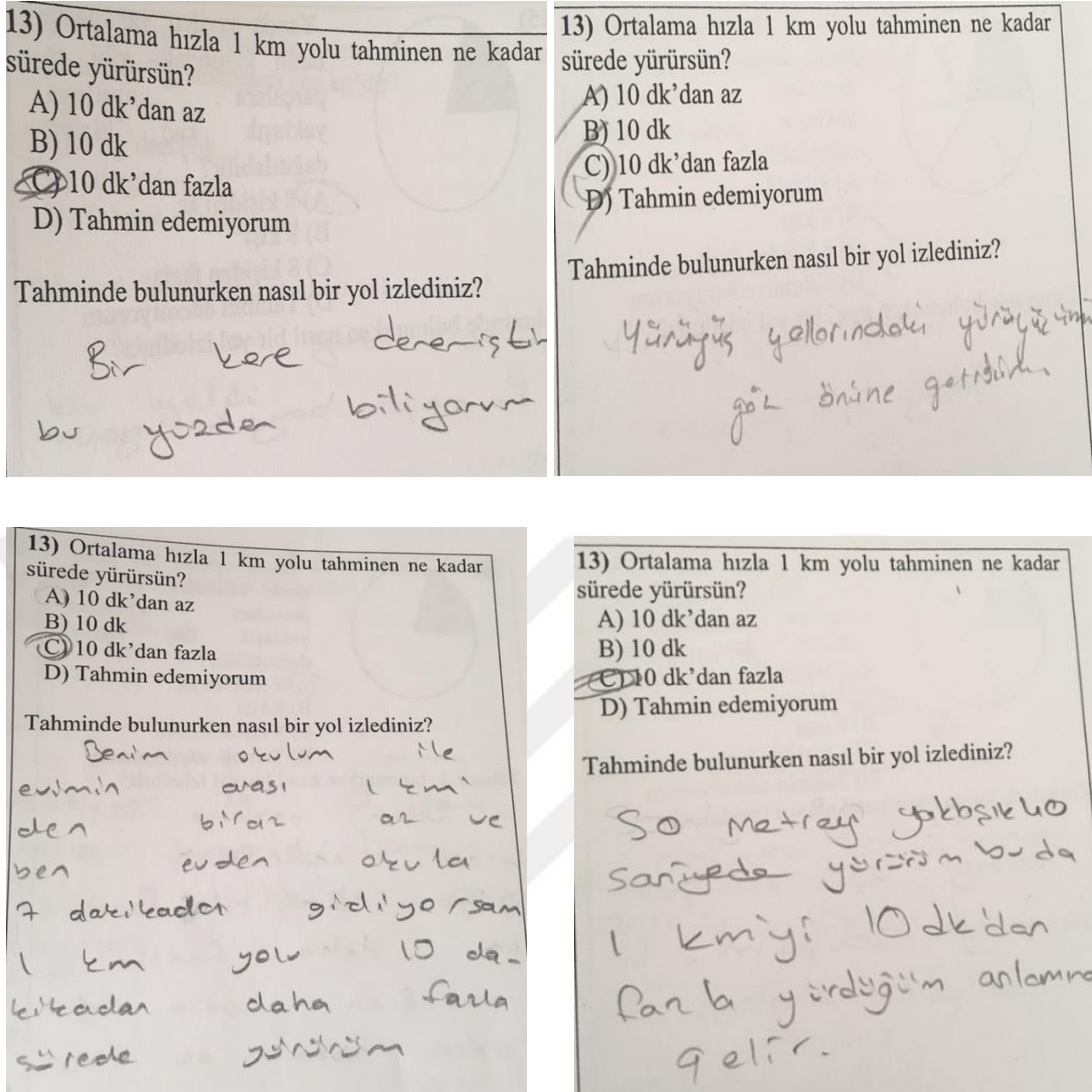 13) Ortalama hızla 1 km yolu tahminen ne kadar
sürede yürürsün?
A) 10 dk’dan az
B) 10 dk
C) 10 dk’dan fazla
D) Tahmin edemiyorum
Tahminde bulunurken nasıl bir yol izlediniz?
Bir kere denemiştim
bu yüzden biliyorum
13) Ortalama hızla 1 km yolu tahminen ne kadar
sürede yürürsün?
A) 10 dk’dan az
B) 10 dk
C) 10 dk’dan fazla
D) Tahmin edemiyorum
Tahminde bulunurken nasıl bir yol izlediniz?
Yürüyüş yollorındaki
göz önüne getirdim
13) Ortalama hızla 1 km yolu tahminen ne kadar
sürede yürürsün?
A) 10 dk’dan az
B) 10 dk
C) 10 dk’dan fazla
D) Tahmin edemiyorum
Tahminde bulunurken nasıl bir yol izlediniz?
Benim okulum ile
evimin arası 1 km'
den biraz az ve
ben evden okula
7 dakikadan gidiyorsam
1 km yolu 10 da-
kikadan daha fazla
sürede yürürüm
13) Ortalama hızla 1 km yolu tahminen ne kadar
sürede yürürsün?
A) 10 dk’dan az
B) 10 dk
C) 10 dk’dan fazla
D) Tahmin edemiyorum
Tahminde bulunurken nasıl bir yol izlediniz?
50 metreyi yaklaşık 40
saniyede yürürüm bu da
1 km'yi 10 dk'dan
fazla yürdüğüm anlamına
gelir.